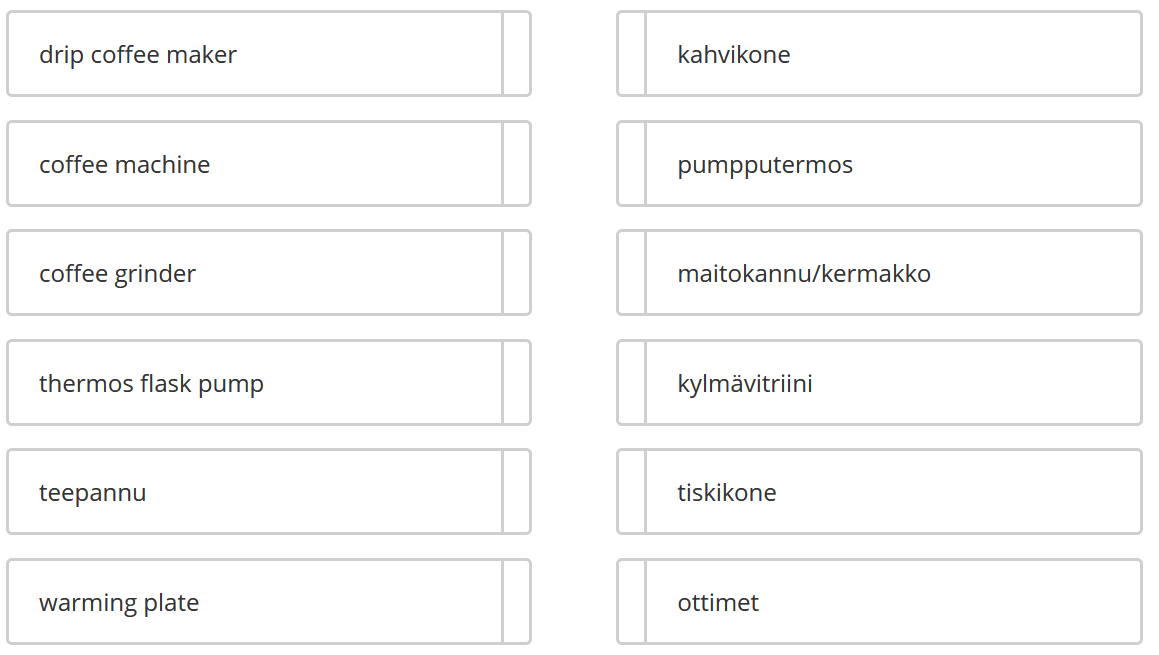 drip coffee maker
kahvikone
coffee machine
pumpputermos
coffee grinder
maitokannu/kermakko
thermos flask pump
kylmävitriini
teepannu
tiskikone
warming plate
ottimet